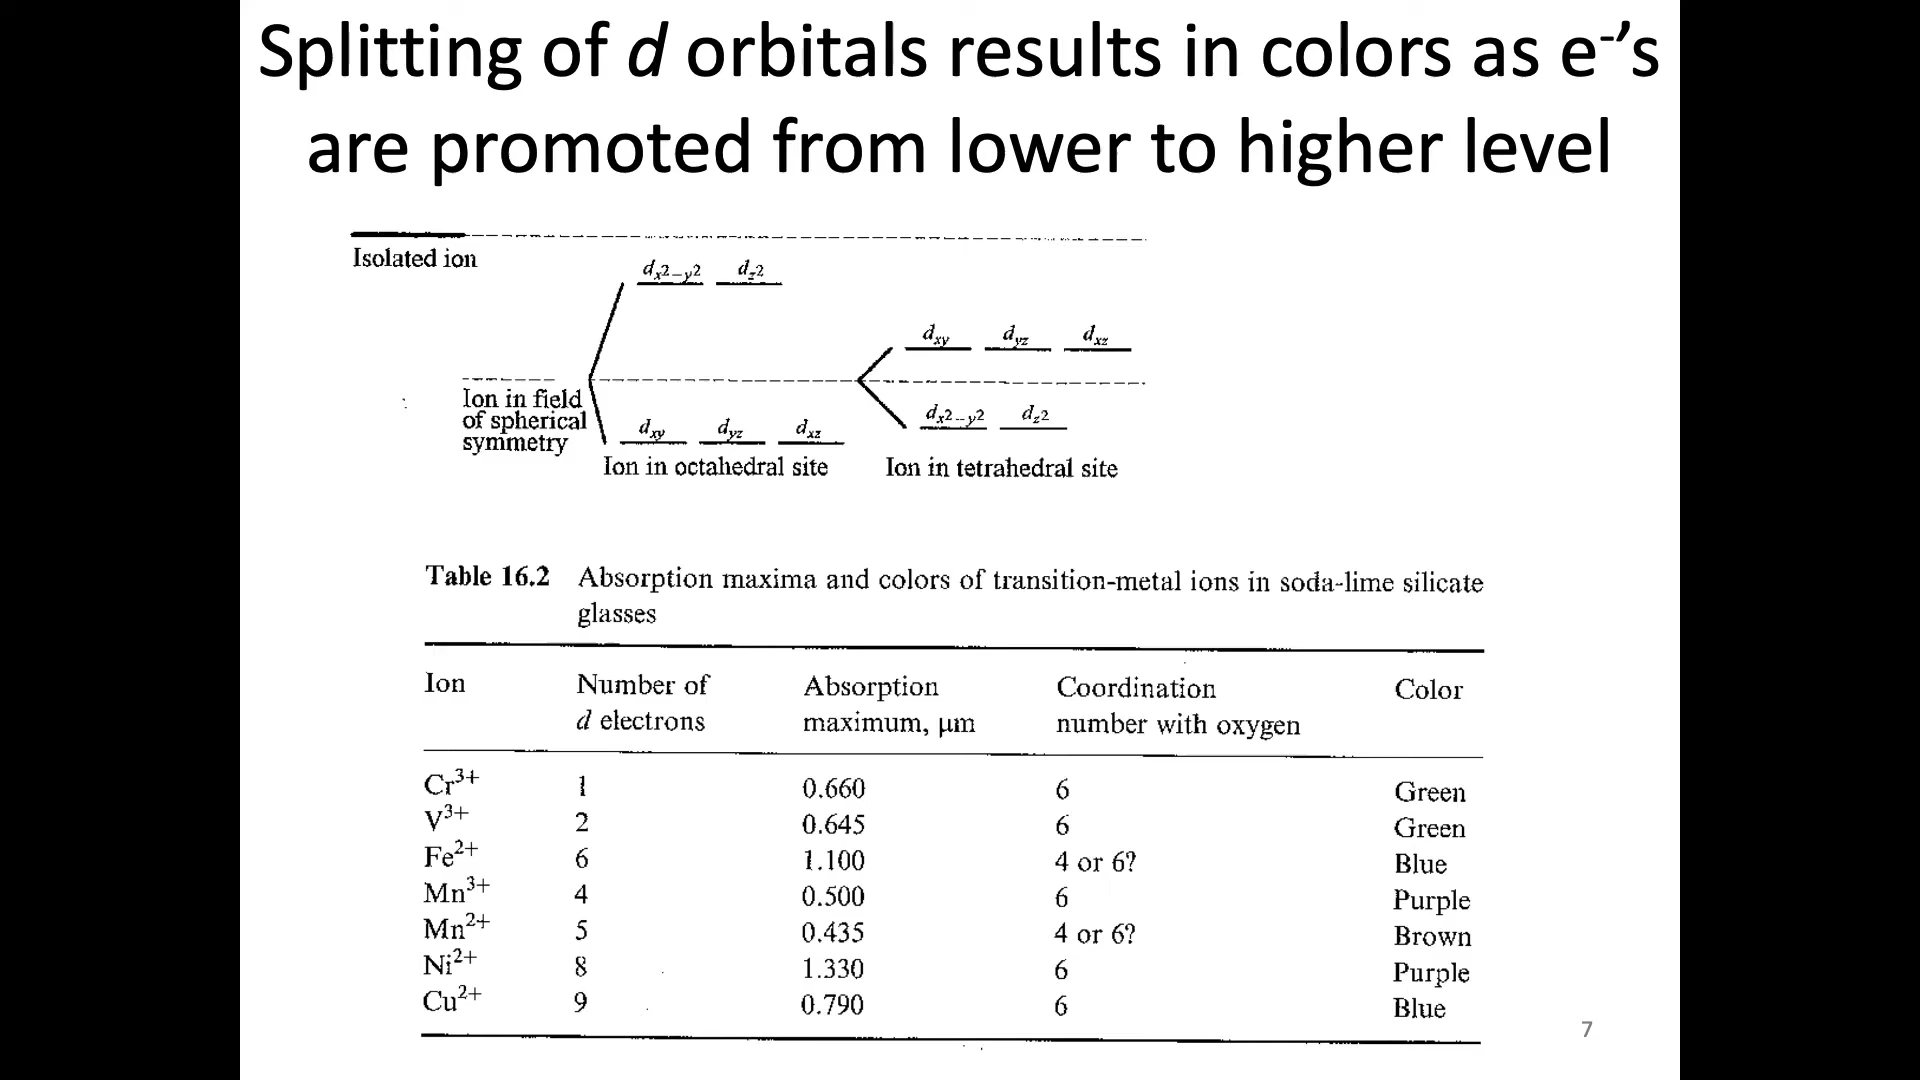 Splitting of d orbitals results in colors as e⁻’s
are promoted from lower to higher level
Isolated ion
dx²−y² dz²
dxy dyz dxz
Ion in field
of spherical
symmetry
dxy dyz dxz
dx²−y² dz²
Ion in octahedral site
Ion in tetrahedral site
Table 16.2 Absorption maxima and colors of transition-metal ions in soda-lime silicate
glasses
Ion Number of Absorption Coordination Color
d electrons maximum, μm number with oxygen
Cr³⁺ 1 0.660 6 Green
V³⁺ 2 0.645 6 Green
Fe²⁺ 6 1.100 4 or 6? Blue
Mn³⁺ 4 0.500 6 Purple
Mn²⁺ 5 0.435 4 or 6? Brown
Ni²⁺ 8 1.330 6 Purple
Cu²⁺ 9 0.790 6 Blue
7